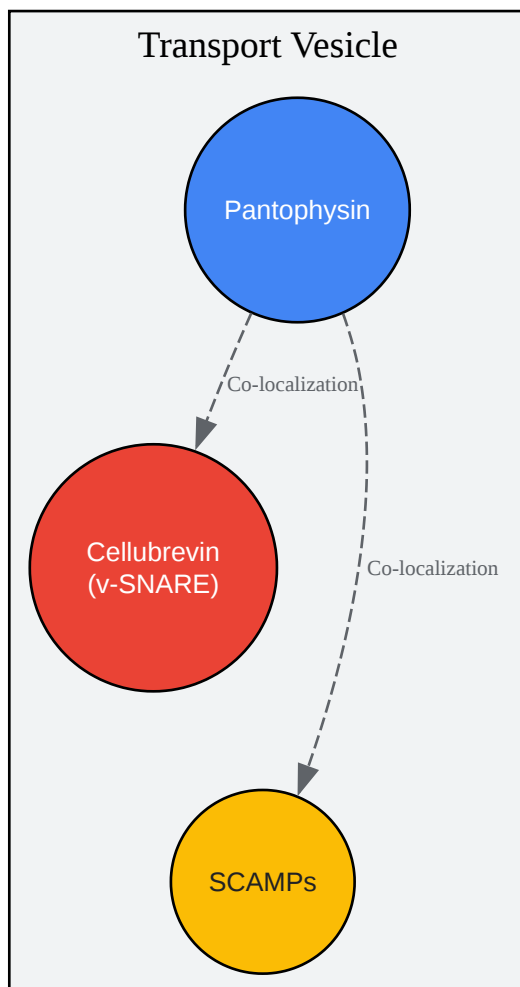 Transport Vesicle
Pantophysin
Co-localization
Cellubrevin
(v-SNARE)
Co-localization
SCAMPs